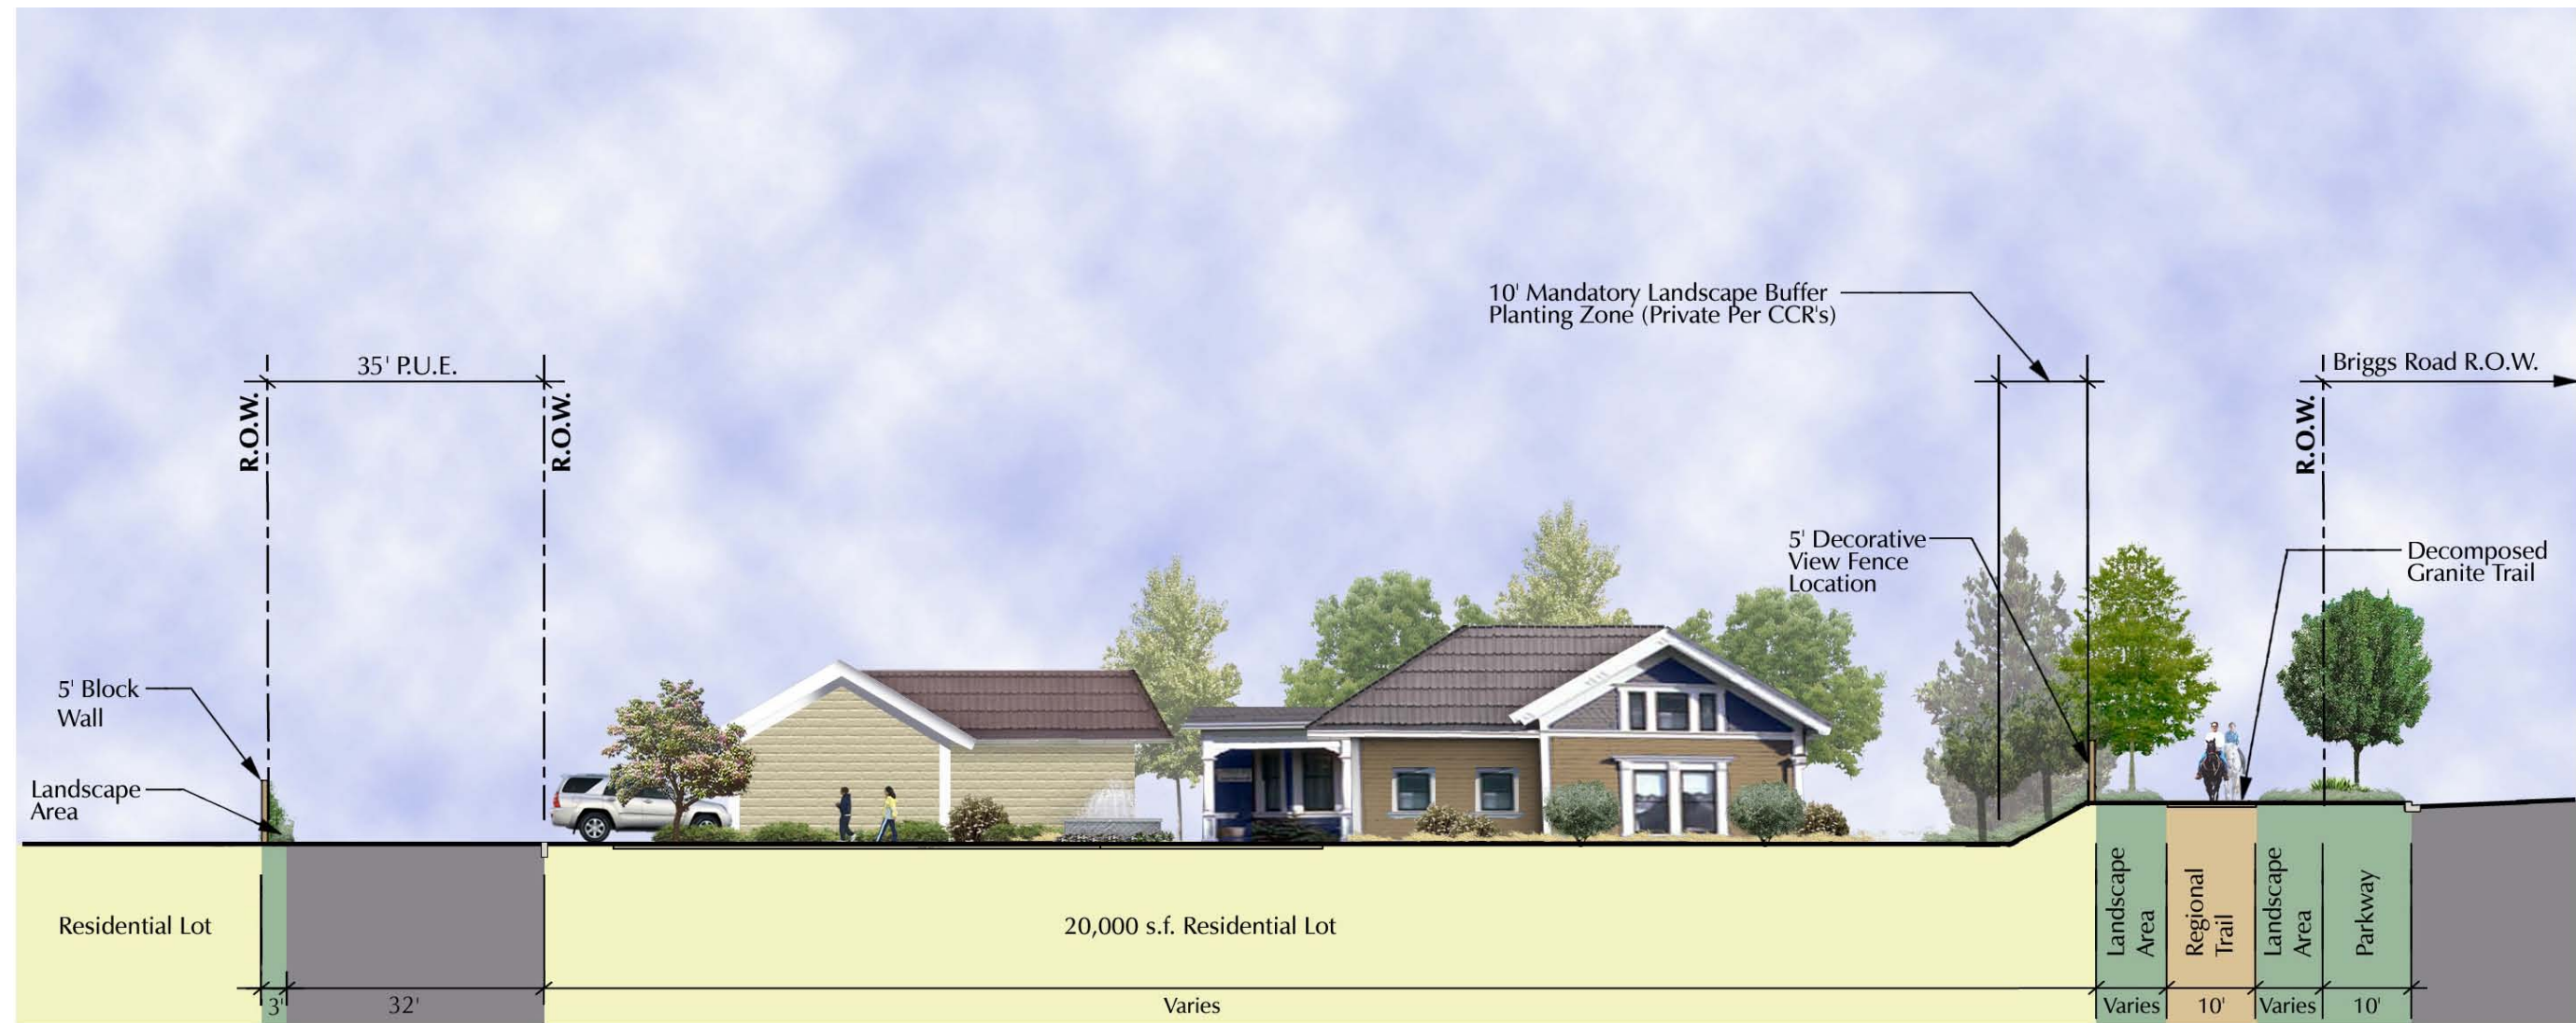 10' Mandatory Landscape Buffer
Planting Zone (Private Per CCR's)
35' P.U.E.
Briggs Road R.O.W.
R.O.W.
R.O.W.
R.O.W.
5' Decorative
View Fence
Location
Decomposed
Granite Trail
5' Block
Wall
Landscape
Area
Residential Lot
20,000 s.f. Residential Lot
Landscape
Area
Regional
Trail
Landscape
Area
Parkway
3'
32'
Varies
Varies
10'
Varies
10'